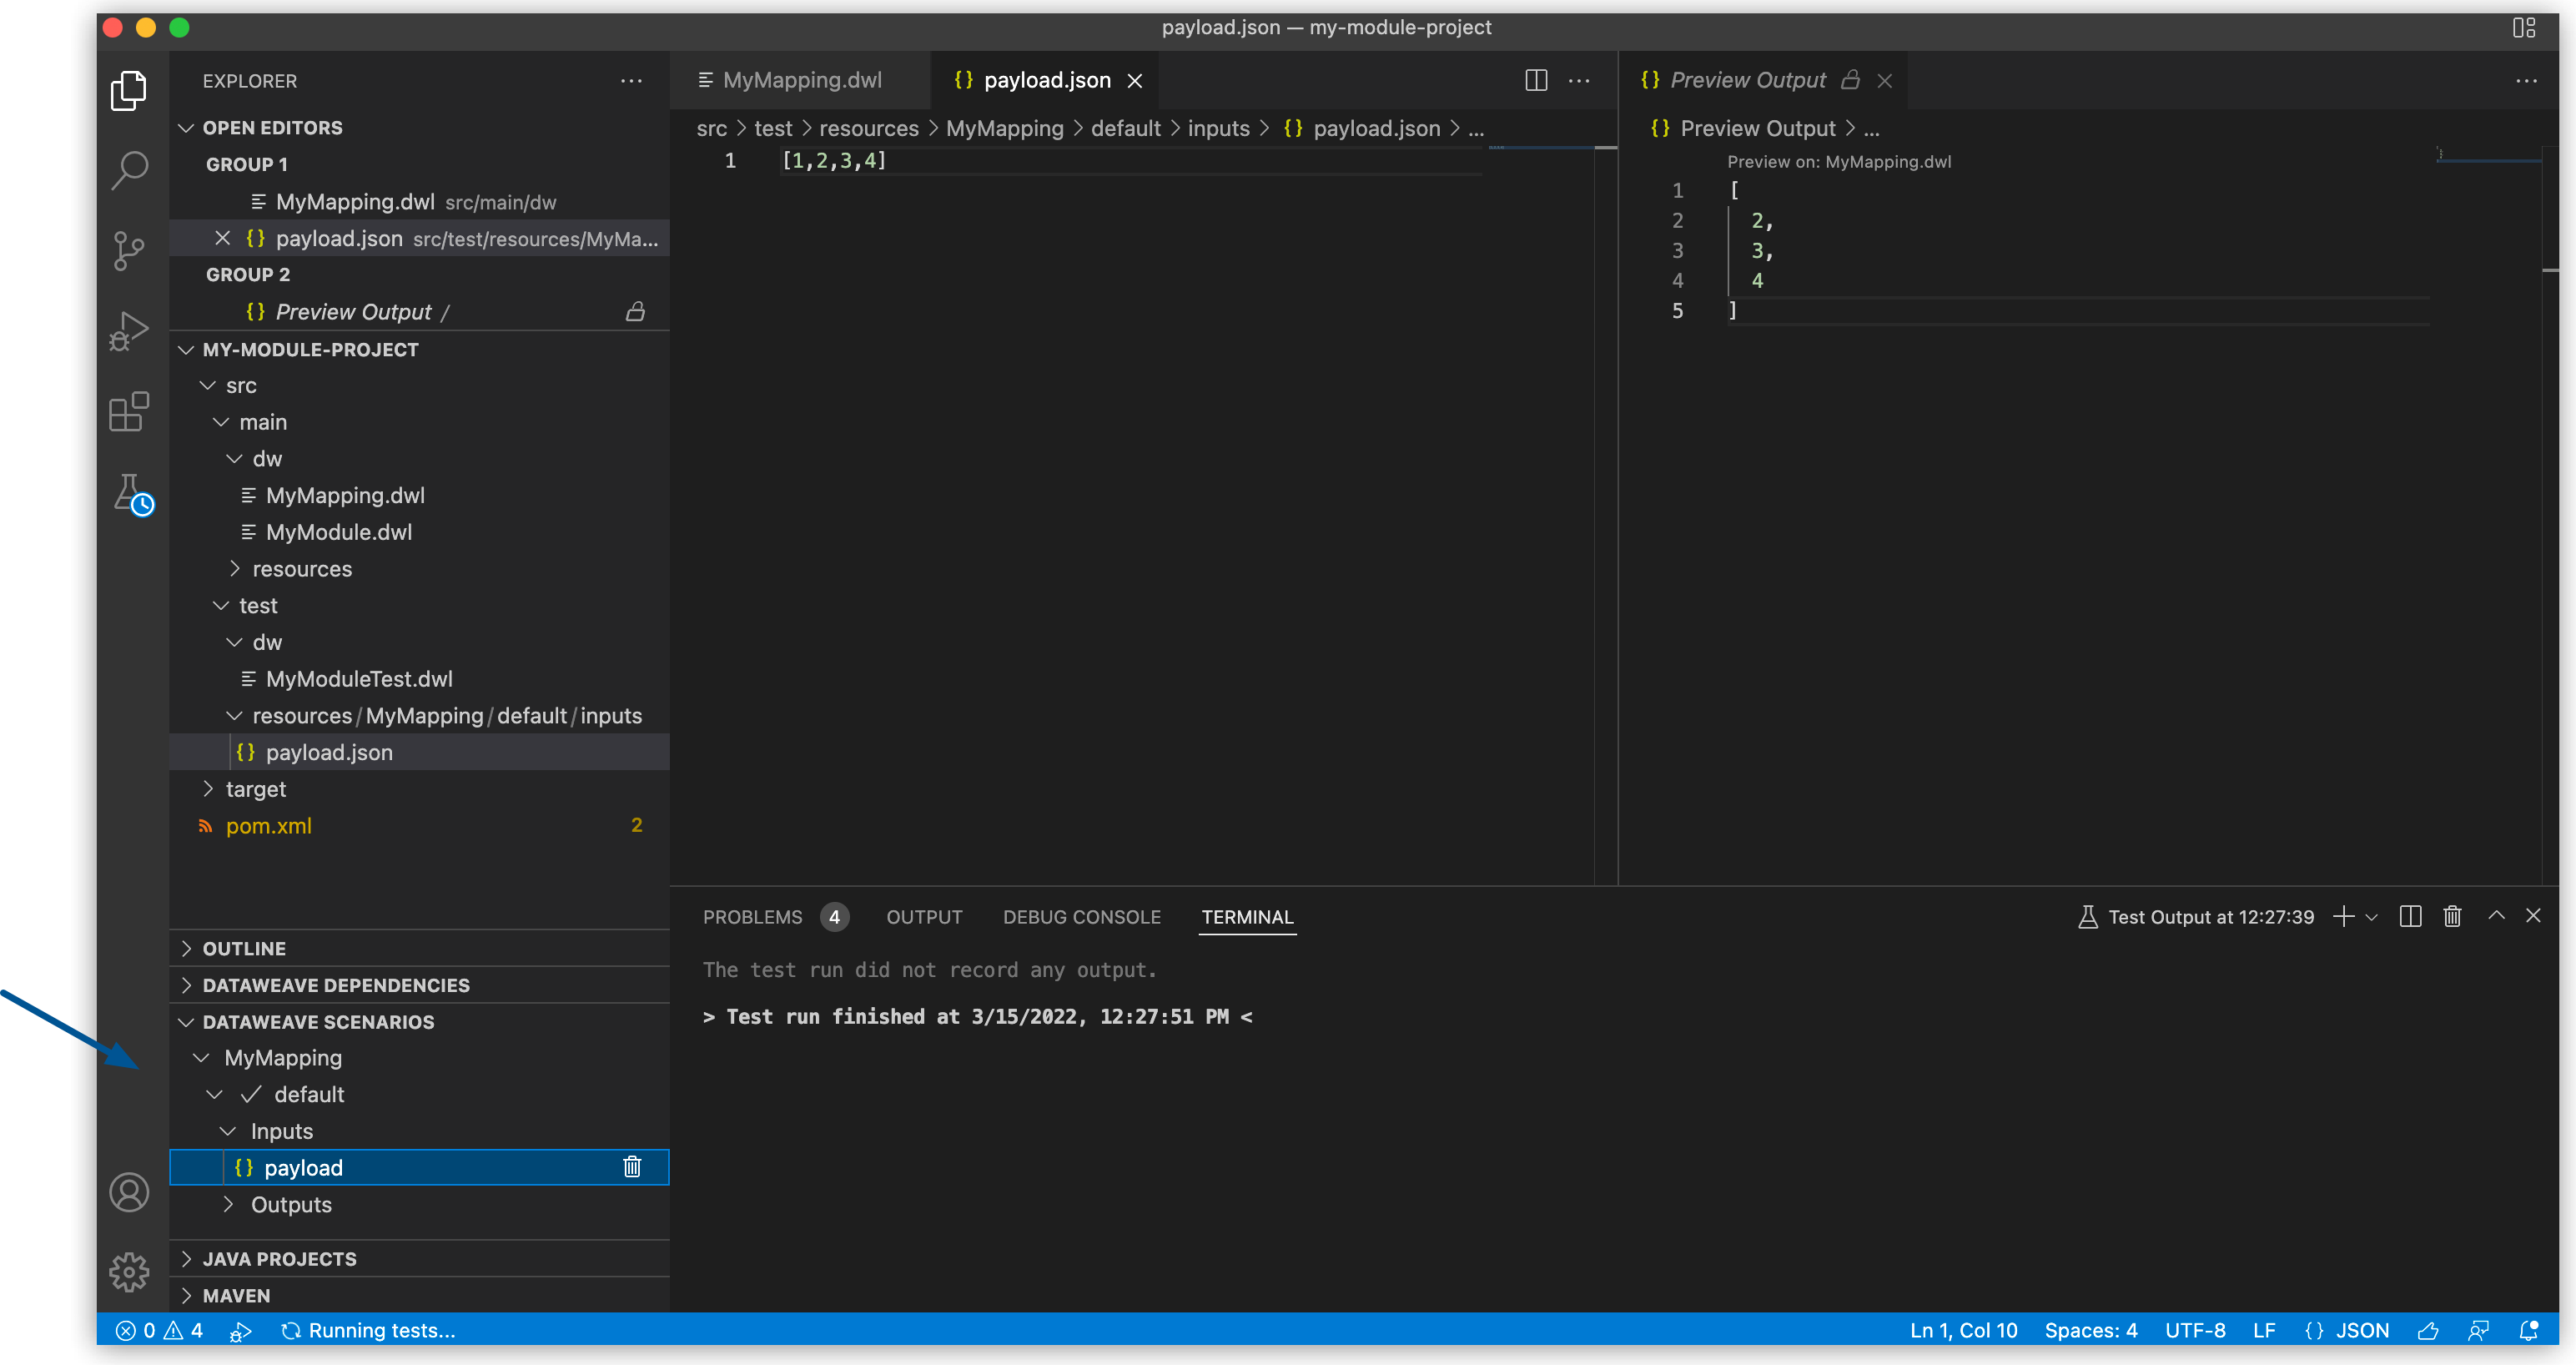 payload.json — my-module-project
EXPLORER
OPEN EDITORS
GROUP 1
MyMapping.dwl src/main/dw
payload.json src/test/resources/MyMa...
GROUP 2
Preview Output /
MY-MODULE-PROJECT
src
main
dw
MyMapping.dwl
MyModule.dwl
resources
test
dw
MyModuleTest.dwl
resources/MyMapping/default/inputs
payload.json
target
pom.xml 2
OUTLINE
DATAWEAVE DEPENDENCIES
DATAWEAVE SCENARIOS
MyMapping
default
Inputs
payload
Outputs
JAVA PROJECTS
MAVEN
MyMapping.dwl {} payload.json
src > test > resources > MyMapping > default > inputs > {} payload.json > ...
1 [1,2,3,4]
{} Preview Output
{} Preview Output > ...
Preview on: MyMapping.dwl
1 [
2 2,
3 3,
4 4
5 ]
PROBLEMS 4 OUTPUT DEBUG CONSOLE TERMINAL
Test Output at 12:27:39
The test run did not record any output.
> Test run finished at 3/15/2022, 12:27:51 PM <
0 4 Running tests...
Ln 1, Col 10 Spaces: 4 UTF-8 LF {} JSON